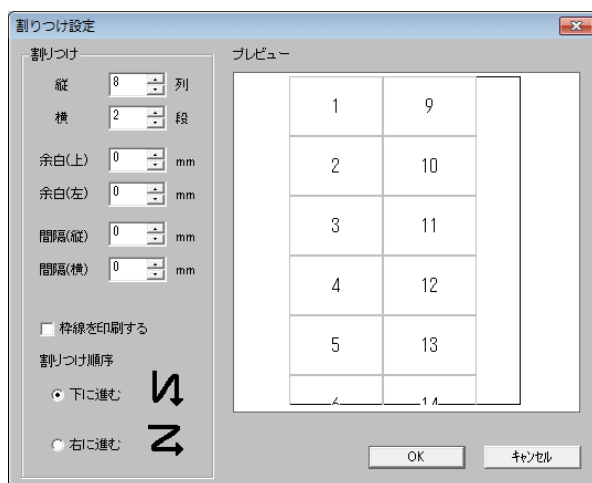 割りつけ設定
割りつけ
縦 8 列
横 2 段
余白(上) 0 mm
余白(左) 0 mm
間隔(縦) 0 mm
間隔(横) 0 mm
枠線を印刷する
割りつけ順序
下に進む
右に進む
プレビュー
1 9
2 10
3 11
4 12
5 13
6 14
OK キャンセル